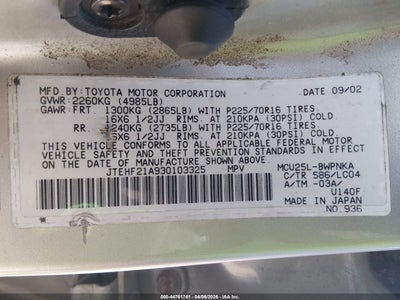 MFD.BY:TOYOTA MOTOR CORPORATION DATE 09/02
GVWR:2260KG (4985LB)
GAWR: FRT. 1300KG (2865LB) WITH P225/70R16 TIRES.
16X6 1/2JJ RIMS. AT 210KPA (30PSI) COLD
RR. 1240KG (2735LB) WITH P225/70R16 TIRES.
16X6 1/2JJ RIMS. AT 210KPA (30PSI) COLD
THIS VEHICLE CONFORMS TO ALL APPLICABLE FEDERAL MOTOR
VEHICLE SAFETY AND THEFT PREVENTION STANDARDS IN EFFECT
ON THE DATE OF MANUFACTURE SHOWN ABOVE.
JTEHF21A930103325 MPV
MCU25L-BWPNKA
C/TR 586/LC04
A/TM -03A/
U140F
MADE IN JAPAN
NO.936
000-44761741 - 04/06/2026 -